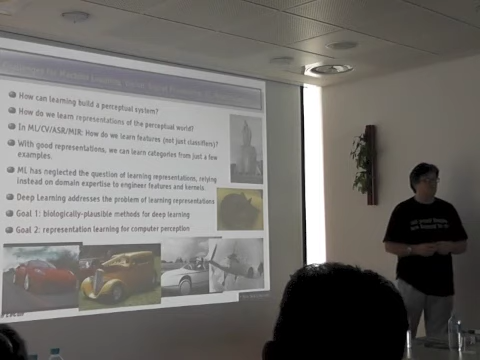 How can learning build a perceptual system?
How do we learn representations of the perceptual world?
In ML/CV/ASR/MIR: How do we learn features (not just classifiers)?
With good representations, we can learn categories from just a few
examples.
ML has neglected the question of learning representations, relying
instead on domain expertise to engineer features and kernels.
Deep Learning addresses the problem of learning representations
Goal 1: biologically-plausible methods for deep learning
Goal 2: representation learning for computer perception